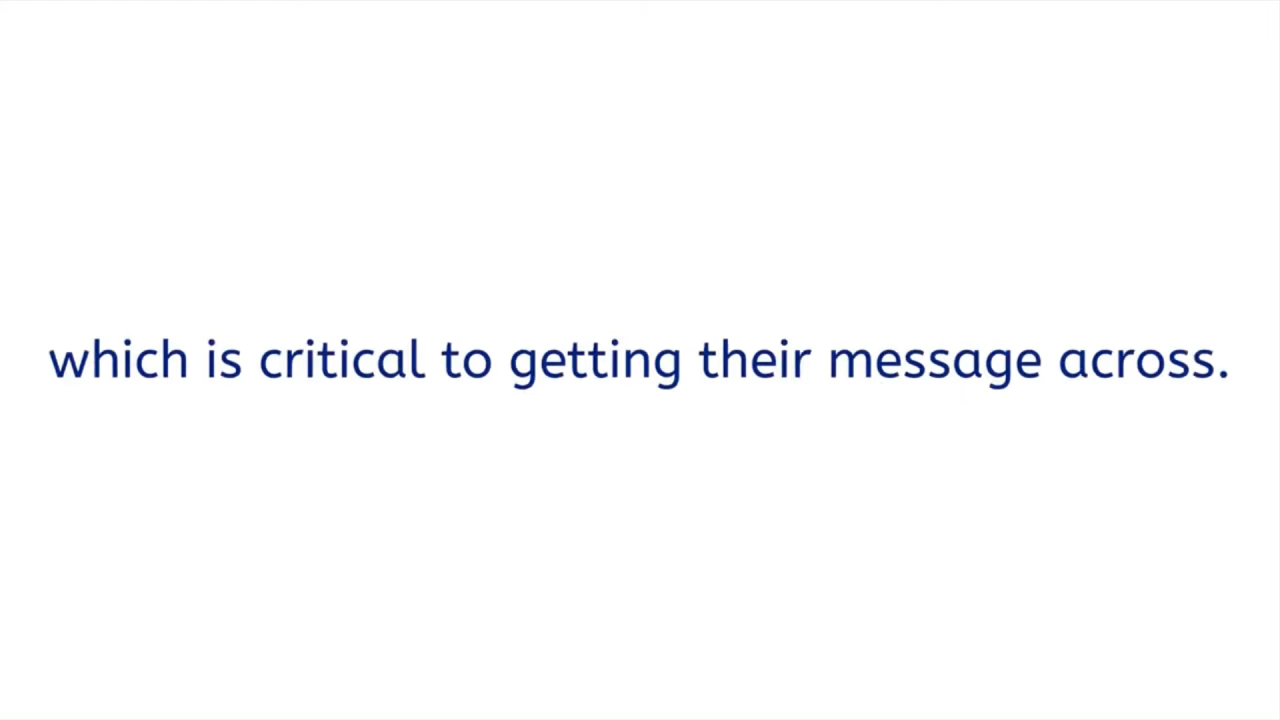 which is critical to getting their message across.